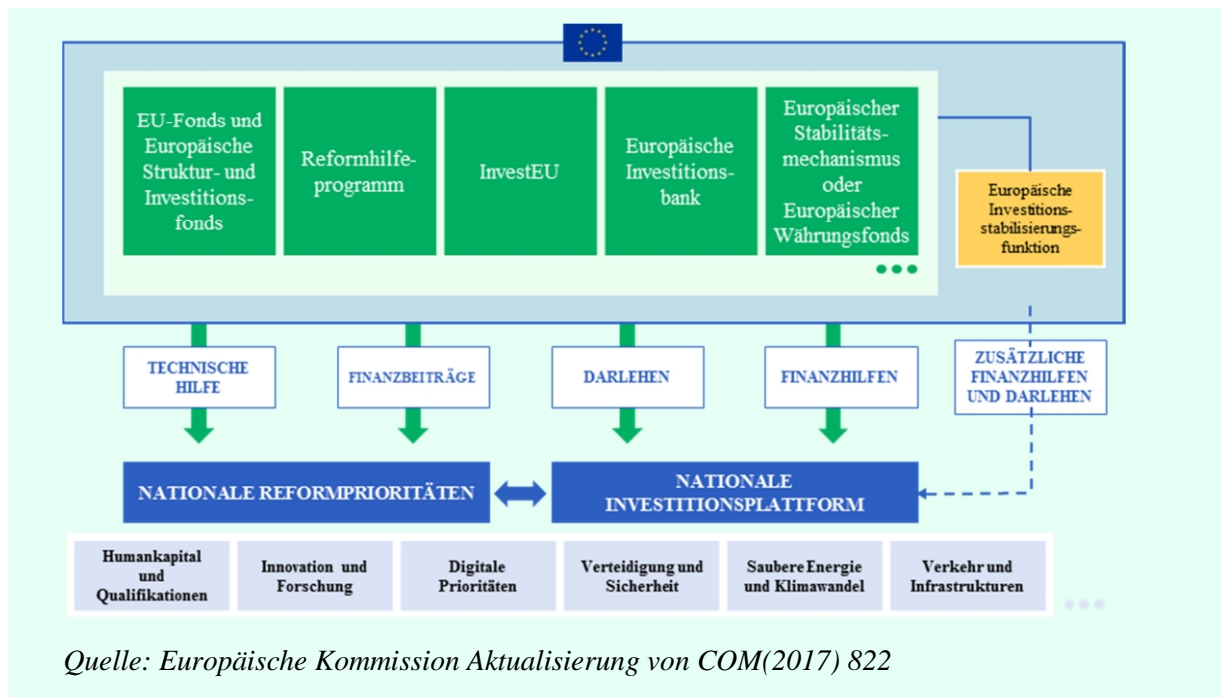 EU-Fonds und
Europäische
Struktur- und
Investitions-
fonds
Reformhilfe-
programm
InvestEU
Europäische
Investitions-
bank
Europäischer
Stabilitäts-
mechanismus
oder
Europäischer
Währungsfonds
Europäische
Investitions-
stabilisierungs-
funktion
TECHNISCHE
HILFE
FINANZBEITRÄGE
DARLEHEN
FINANZHILFEN
ZUSÄTZLICHE
FINANZHILFEN
UND DARLEHEN
NATIONALE REFORMPRIORITÄTEN
NATIONALE
INVESTITIONSPLATTFORM
Humankapital
und
Qualifikationen
Innovation und
Forschung
Digitale
Prioritäten
Verteidigung und
Sicherheit
Saubere Energie
und Klimawandel
Verkehr und
Infrastrukturen
Quelle: Europäische Kommission Aktualisierung von COM(2017) 822